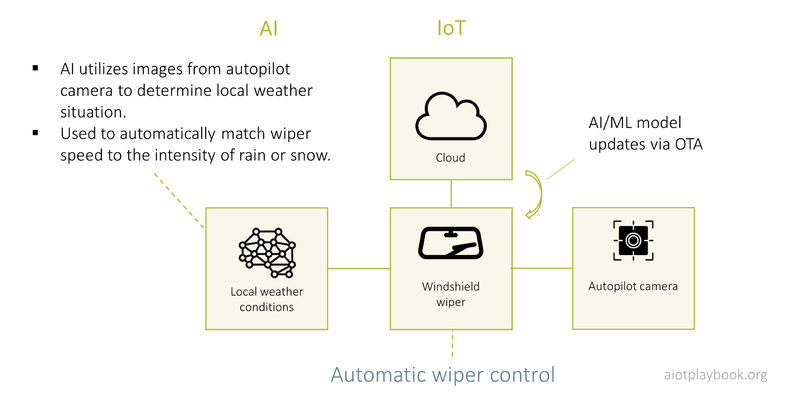 AI
IoT
▪ AI utilizes images from autopilot
camera to determine local weather
situation.
▪ Used to automatically match wiper
speed to the intensity of rain or snow.
Cloud
AI/ML model
updates via OTA
Local weather
conditions
Windshield
wiper
Autopilot camera
Automatic wiper control
aiotplaybook.org